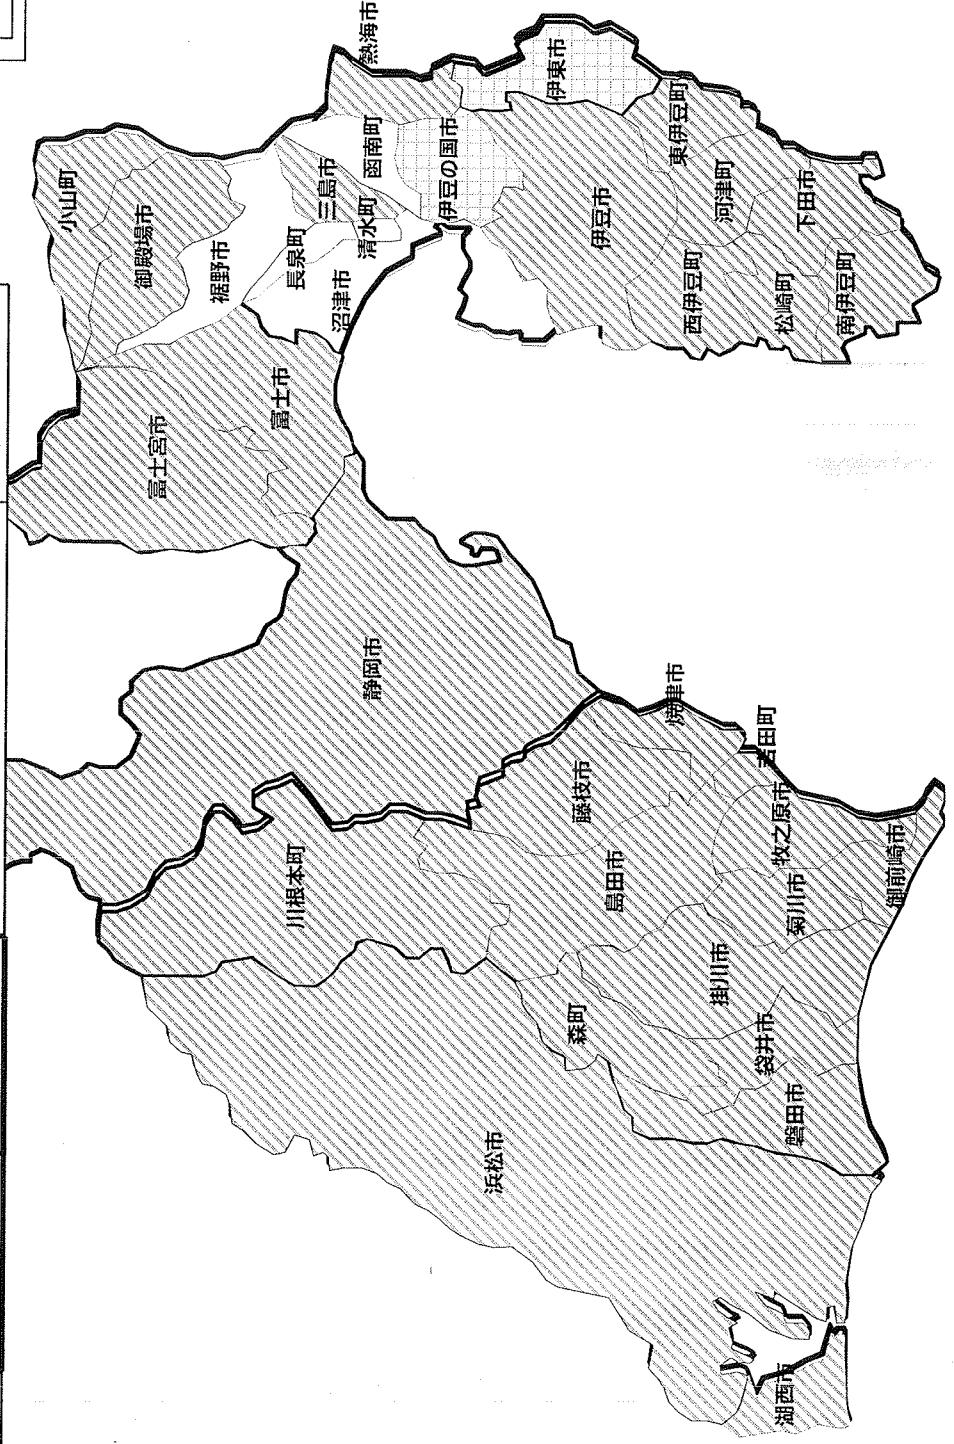 小山町
御殿場市
裾野市
長泉町
三島市
清水町
函南町
熱海市
沼津市
伊豆の国市
伊東市
伊豆市
東伊豆町
河津町
下田市
西伊豆町
松崎町
南伊豆町
富士宮市
富士市
静岡市
川根本町
藤枝市
焼津市
島田市
吉田町
牧之原市
御前崎市
菊川市
掛川市
森町
袋井市
磐田市
浜松市
湖西市